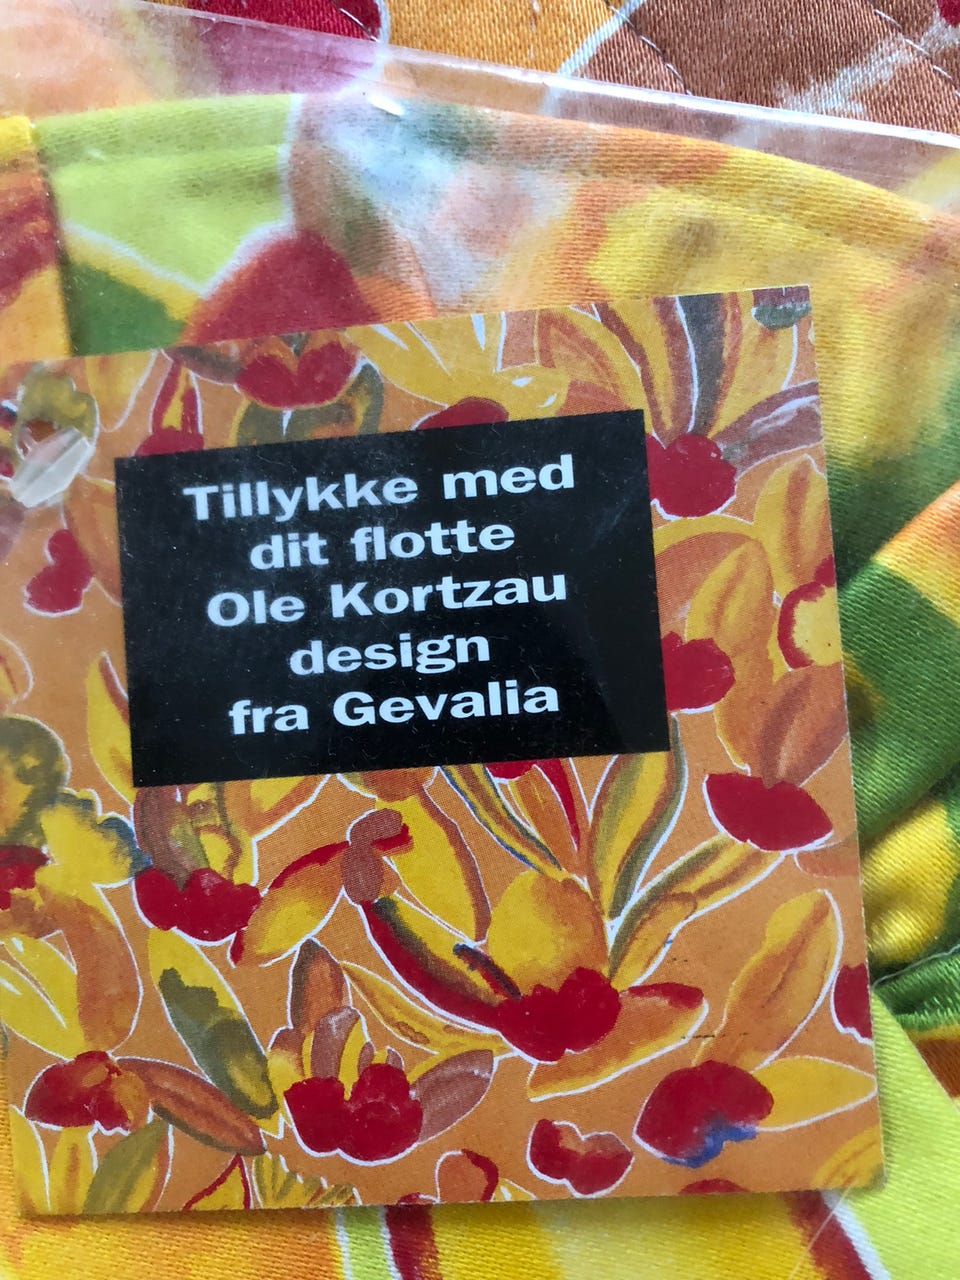 Tillykke med
dit flotte
Ole Kortzau
design
fra Gevalia